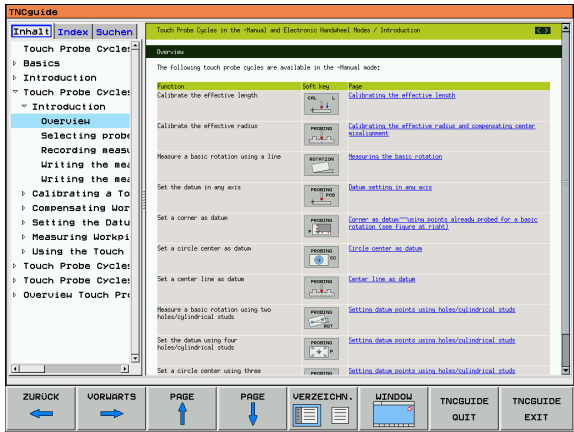 TNCguide
Inhalt Index Suchen
Touch Probe Cycles
Basics
Introduction
Touch Probe Cycles
Introduction
Overview
Selecting probe
Recording measu
Writing the mea
Writing the mea
Calibrating a To
Compensating Wor
Setting the Datu
Measuring Workpi
Using the Touch
Touch Probe Cycles
Touch Probe Cycles
Overview Touch Pro
Touch Probe Cycles in the -Manual and Electronic Handwheel Modes / Introduction
Overview
The following touch probe cycles are available in the -Manual mode:
Function Soft key Page
Calibrate the effective length CAL L Calibrating the effective length
Calibrate the effective radius PROBING Calibrating the effective radius and compensating center
misalignment
Measure a basic rotation using a line ROTATION Measuring the basic rotation
Set the datum in any axis PROBING POS Datum setting in any axis
Set a corner as datum PROBING P Corner as datum—using points already probed for a basic
rotation (see figure at right)
Set a circle center as datum PROBING CC Circle center as datum
Set a center line as datum PROBING Center line as datum
Measure a basic rotation using two
holes/cylindrical studs PROBING ROT Setting datum points using holes/cylindrical studs
Set the datum using four
holes/cylindrical studs PROBING P Setting datum points using holes/cylindrical studs
Set a circle center using three PROBING Setting datum points using holes/cylindrical studs
ZURÜCK VORWÄRTS PAGE PAGE VERZEICHN. WINDOW TNCGUIDE TNCGUIDE
QUIT EXIT